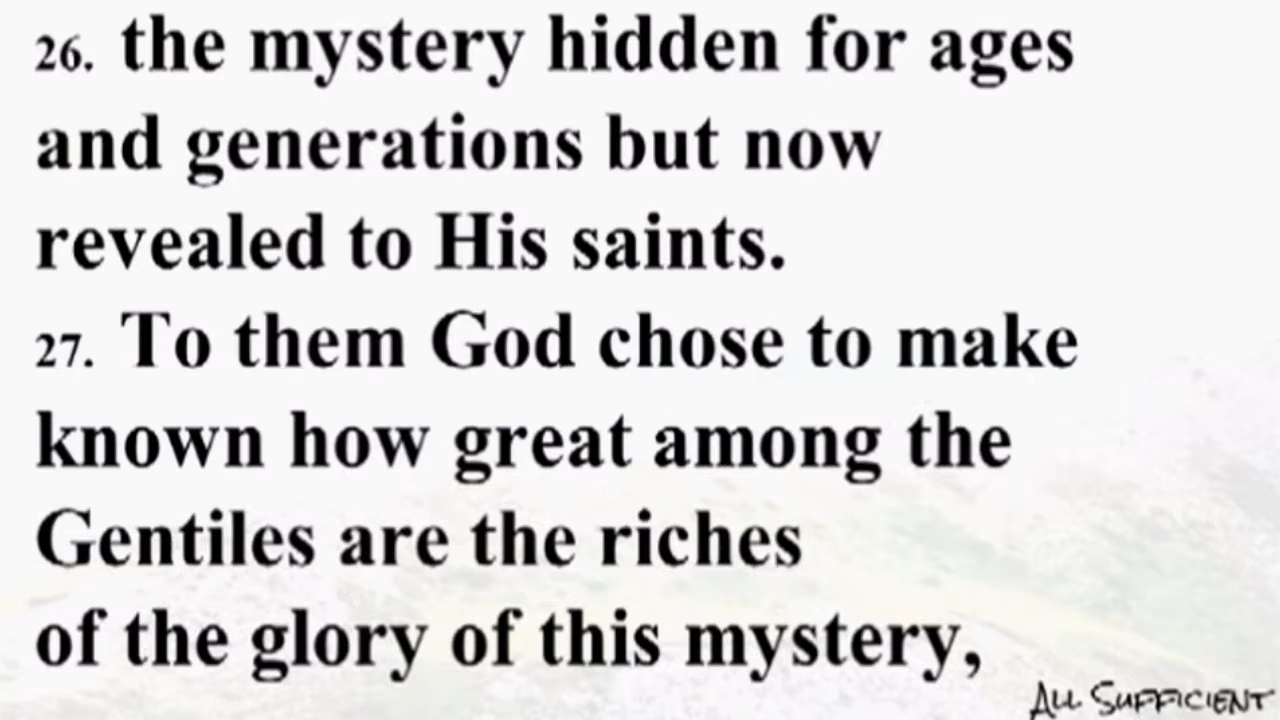 26. the mystery hidden for ages
and generations but now
revealed to His saints.
27. To them God chose to make
known how great among the
Gentiles are the riches
of the glory of this mystery,
ALL SUFFICIENT